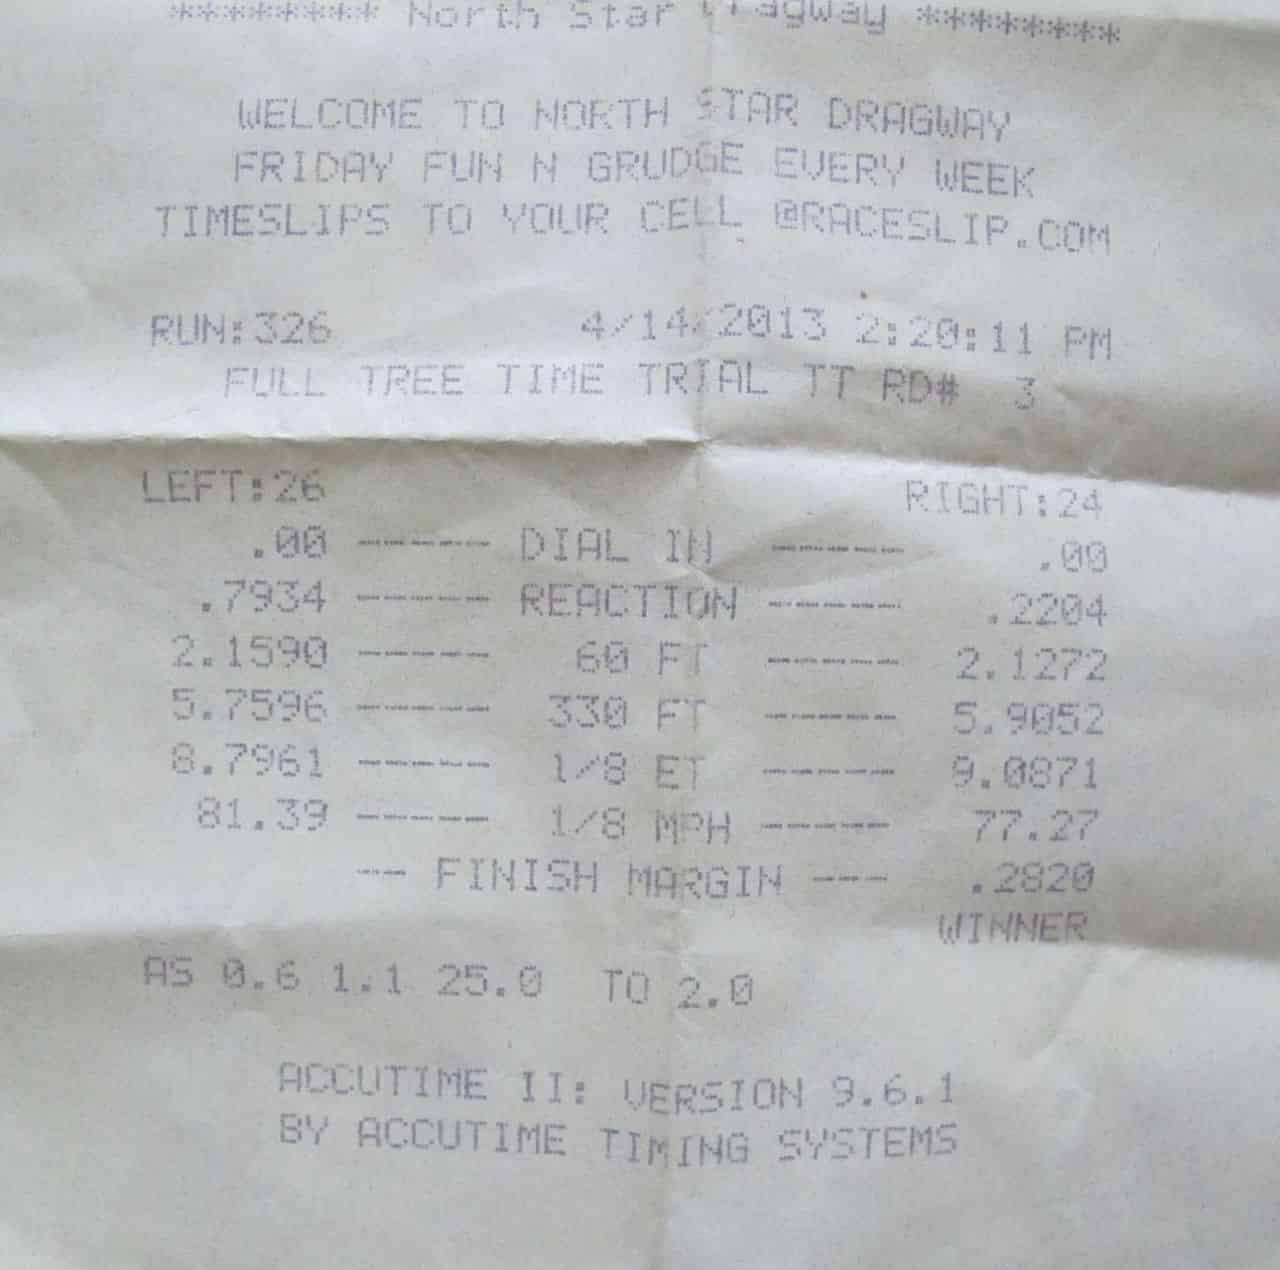 ******** North Star Dragway ********
WELCOME TO NORTH STAR DRAGWAY
FRIDAY FUN N GRUDGE EVERY WEEK
TIMESLIPS TO YOUR CELL @RACESLIP.COM
RUN:326 4/14/2013 2:20:11 PM
FULL TREE TIME TRIAL TT RD# 3
LEFT:26 RIGHT:24
.00 ----- DIAL IN ----- .00
.7934 ----- REACTION ----- .2204
2.1590 ----- 60 FT ----- 2.1272
5.7596 ----- 330 FT ----- 5.9052
8.7961 ----- 1/8 ET ----- 9.0871
81.39 ----- 1/8 MPH ----- 77.27
-- FINISH MARGIN --- .2820
WINNER
AS 0.6 1.1 25.0 TO 2.0
ACCUTIME II: VERSION 9.6.1
BY ACCUTIME TIMING SYSTEMS